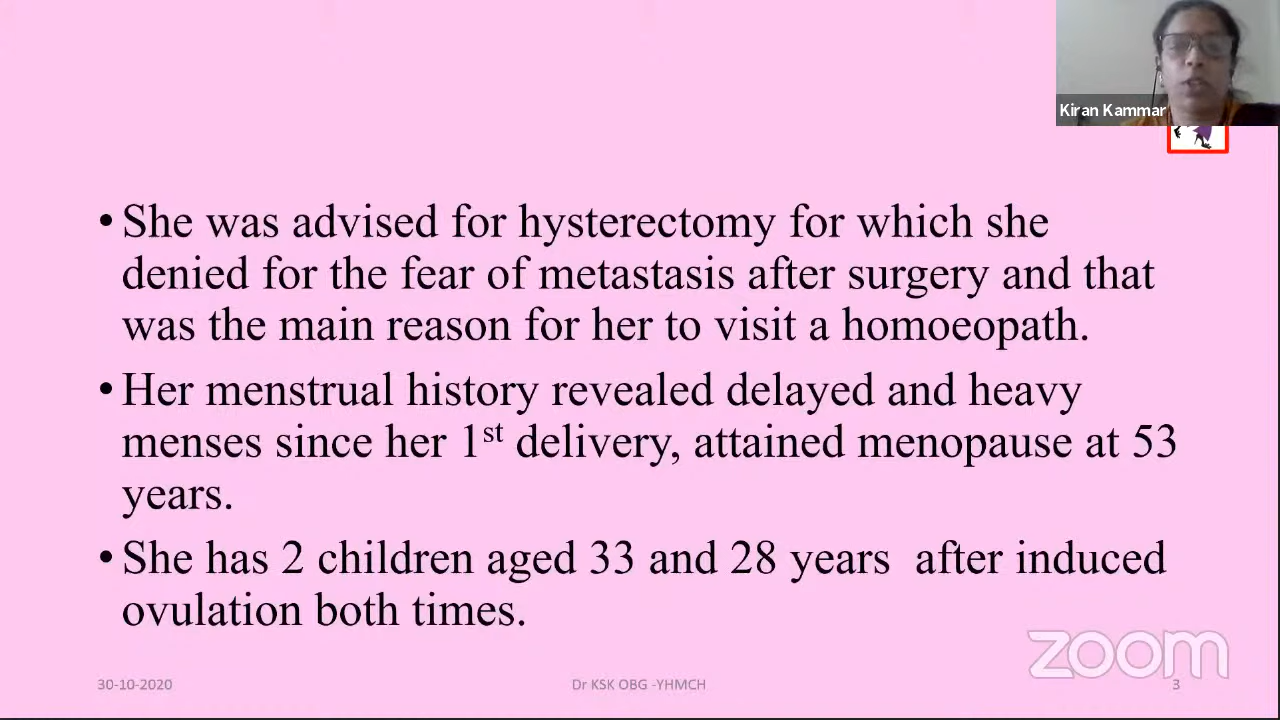 Kiran Kammar
• She was advised for hysterectomy for which she
denied for the fear of metastasis after surgery and that
was the main reason for her to visit a homoeopath.
• Her menstrual history revealed delayed and heavy
menses since her 1st delivery, attained menopause at 53
years.
• She has 2 children aged 33 and 28 years  after induced
ovulation both times.
zoom
30-10-2020
Dr KSK OBG -YHMCH
3